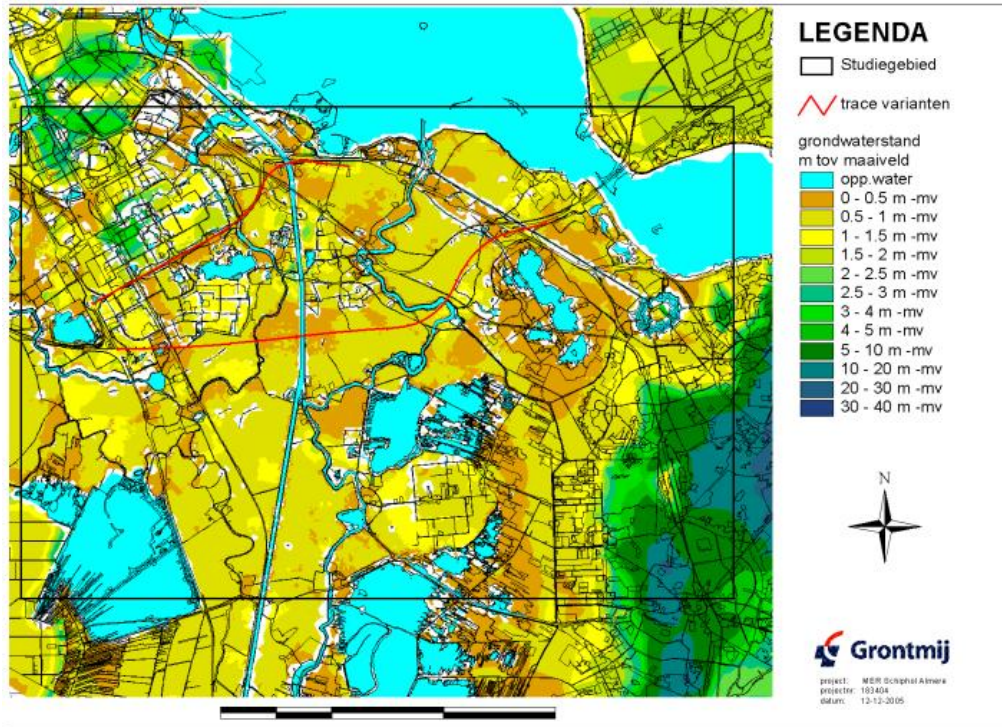 LEGENDA
Studiegebied
trace varianten
grondwaterstand
m tov maaiveld
opp.water
0 - 0.5 m -mv
0.5 - 1 m -mv
1 - 1.5 m -mv
1.5 - 2 m -mv
2 - 2.5 m -mv
2.5 - 3 m -mv
3 - 4 m -mv
4 - 5 m -mv
5 - 10 m -mv
10 - 20 m -mv
20 - 30 m -mv
30 - 40 m -mv
N
Grontmij
project: MER Schiphol Almere
projectnr: 183404
datum: 12-12-2005